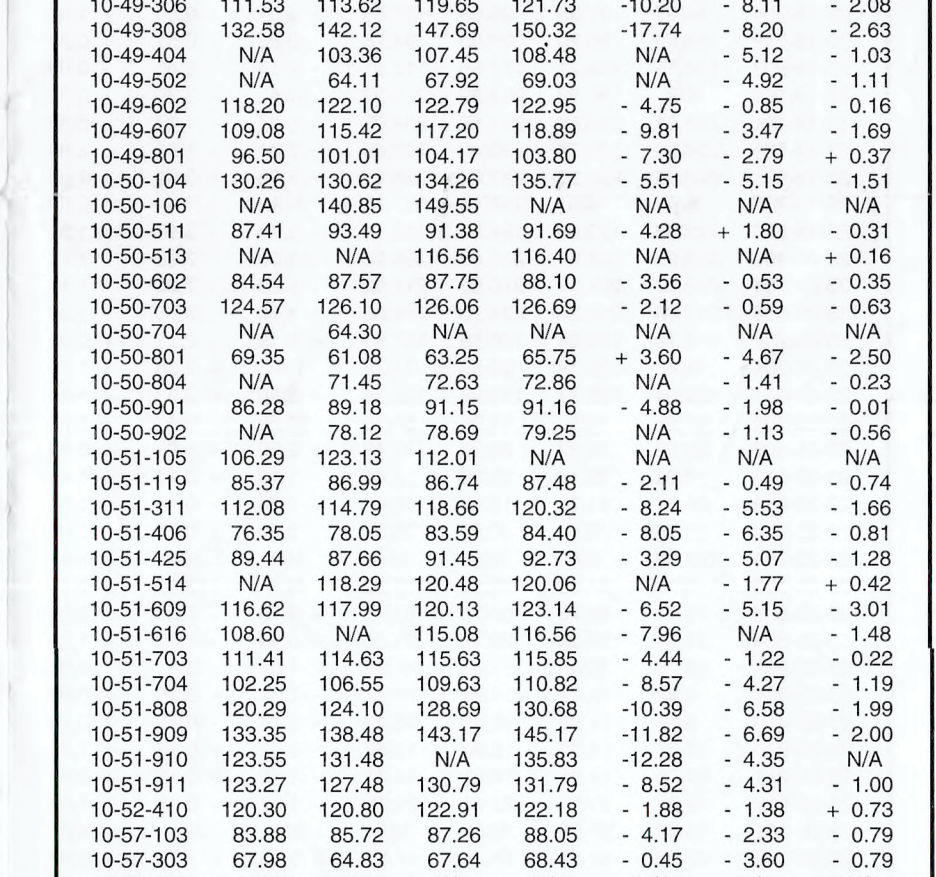 10-49-306 111.53 113.62 119.65 121.73 -10.20 - 8.11 - 2.08
10-49-308 132.58 142.12 147.69 150.32 -17.74 - 8.20 - 2.63
10-49-404 N/A 103.36 107.45 108.48 N/A - 5.12 - 1.03
10-49-502 N/A 64.11 67.92 69.03 N/A - 4.92 - 1.11
10-49-602 118.20 122.10 122.79 122.95 - 4.75 - 0.85 - 0.16
10-49-607 109.08 115.42 117.20 118.89 - 9.81 - 3.47 - 1.69
10-49-801 96.50 101.01 104.17 103.80 - 7.30 - 2.79 + 0.37
10-50-104 130.26 130.62 134.26 135.77 - 5.51 - 5.15 - 1.51
10-50-106 N/A 140.85 149.55 N/A N/A N/A N/A
10-50-511 87.41 93.49 91.38 91.69 - 4.28 + 1.80 - 0.31
10-50-513 N/A N/A 116.56 116.40 N/A N/A + 0.16
10-50-602 84.54 87.57 87.75 88.10 - 3.56 - 0.53 - 0.35
10-50-703 124.57 126.10 126.06 126.69 - 2.12 - 0.59 - 0.63
10-50-704 N/A 64.30 N/A N/A N/A N/A N/A
10-50-801 69.35 61.08 63.25 65.75 + 3.60 - 4.67 - 2.50
10-50-804 N/A 71.45 72.63 72.86 N/A - 1.41 - 0.23
10-50-901 86.28 89.18 91.15 91.16 - 4.88 - 1.98 - 0.01
10-50-902 N/A 78.12 78.69 79.25 N/A - 1.13 - 0.56
10-51-105 106.29 123.13 112.01 N/A N/A N/A N/A
10-51-119 85.37 86.99 86.74 87.48 - 2.11 - 0.49 - 0.74
10-51-311 112.08 114.79 118.66 120.32 - 8.24 - 5.53 - 1.66
10-51-406 76.35 78.05 83.59 84.40 - 8.05 - 6.35 - 0.81
10-51-425 89.44 87.66 91.45 92.73 - 3.29 - 5.07 - 1.28
10-51-514 N/A 118.29 120.48 120.06 N/A - 1.77 + 0.42
10-51-609 116.62 117.99 120.13 123.14 - 6.52 - 5.15 - 3.01
10-51-616 108.60 N/A 115.08 116.56 - 7.96 N/A - 1.48
10-51-703 111.41 114.63 115.63 115.85 - 4.44 - 1.22 - 0.22
10-51-704 102.25 106.55 109.63 110.82 - 8.57 - 4.27 - 1.19
10-51-808 120.29 124.10 128.69 130.68 -10.39 - 6.58 - 1.99
10-51-909 133.35 138.48 143.17 145.17 -11.82 - 6.69 - 2.00
10-51-910 123.55 131.48 N/A 135.83 -12.28 - 4.35 N/A
10-51-911 123.27 127.48 130.79 131.79 - 8.52 - 4.31 - 1.00
10-52-410 120.30 120.80 122.91 122.18 - 1.88 - 1.38 + 0.73
10-57-103 83.88 85.72 87.26 88.05 - 4.17 - 2.33 - 0.79
10-57-303 67.98 64.83 67.64 68.43 - 0.45 - 3.60 - 0.79